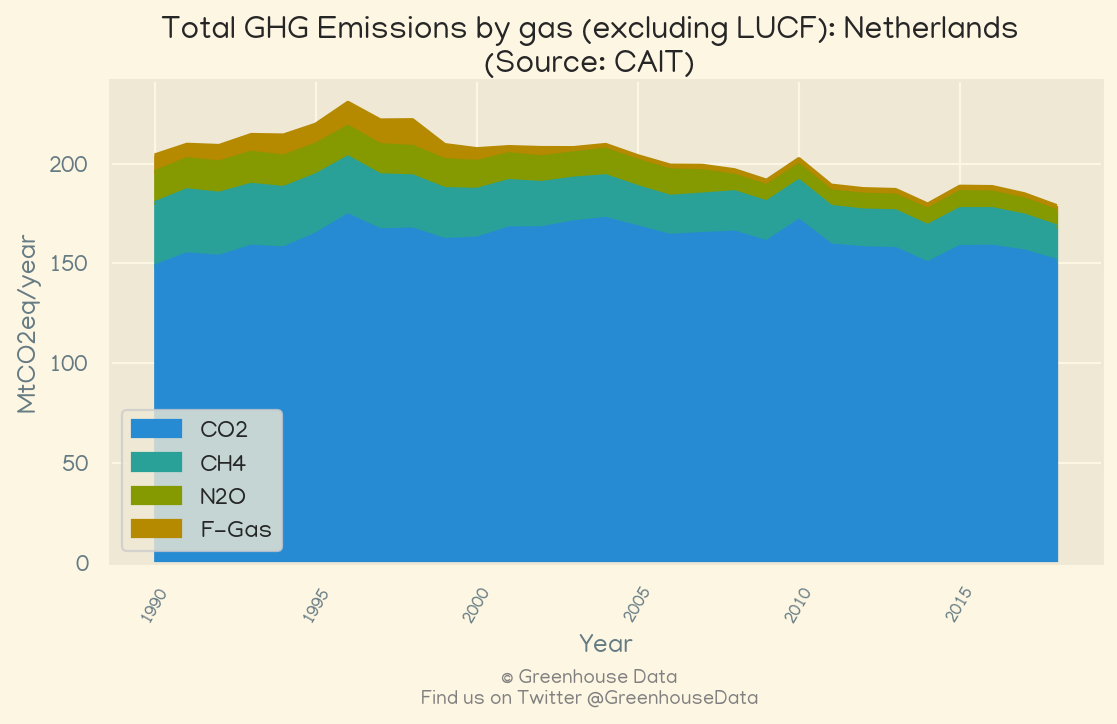 Total GHG Emissions by gas (excluding LUCF): Netherlands
(Source: CAIT)
MtCO2eq/year
200
150
100
50
0
CO2
CH4
N2O
F-Gas
1990
1995
2000
2005
2010
2015
Year
© Greenhouse Data
Find us on Twitter @GreenhouseData